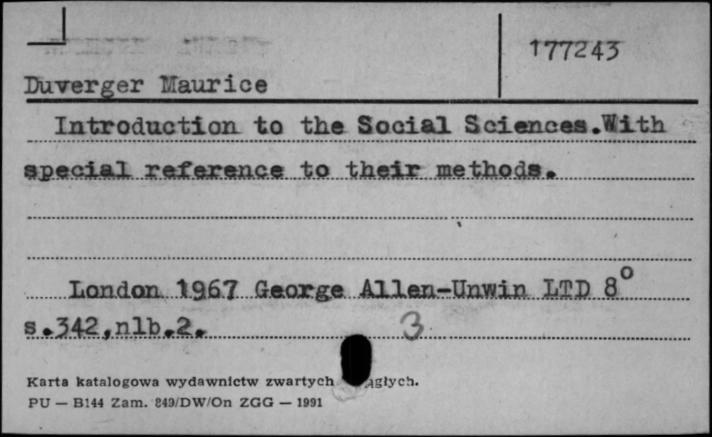 177243
Duverger Maurice
Introduction to the Social Sciences.With
special reference to their methods.
London 1967 George Allen-Unwin LTD 8°
s.342,nlb.2.
3
Karta katalogowa wydawnictw zwartych
PU — B144 Zam. 849/DW/On ZGG — 1991